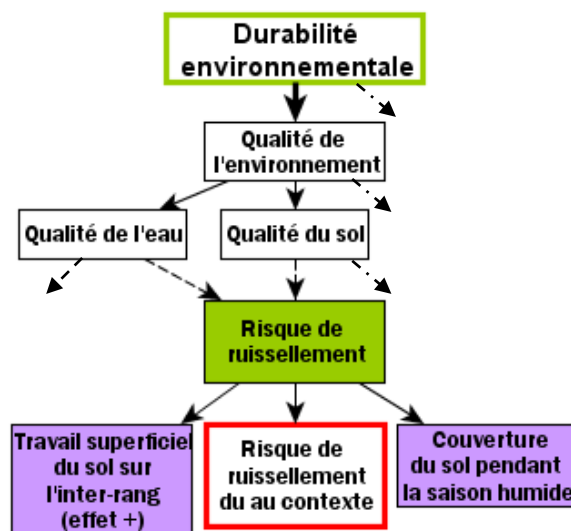 Durabilité
environnementale
Qualité de
l'environnement
Qualité de l'eau
Qualité du sol
Risque de
ruissellement
Travail superficiel
du sol sur
l'inter-rang
(effet +)
Risque de
ruissellement
du au contexte
Couverture
du sol pendant
la saison humide